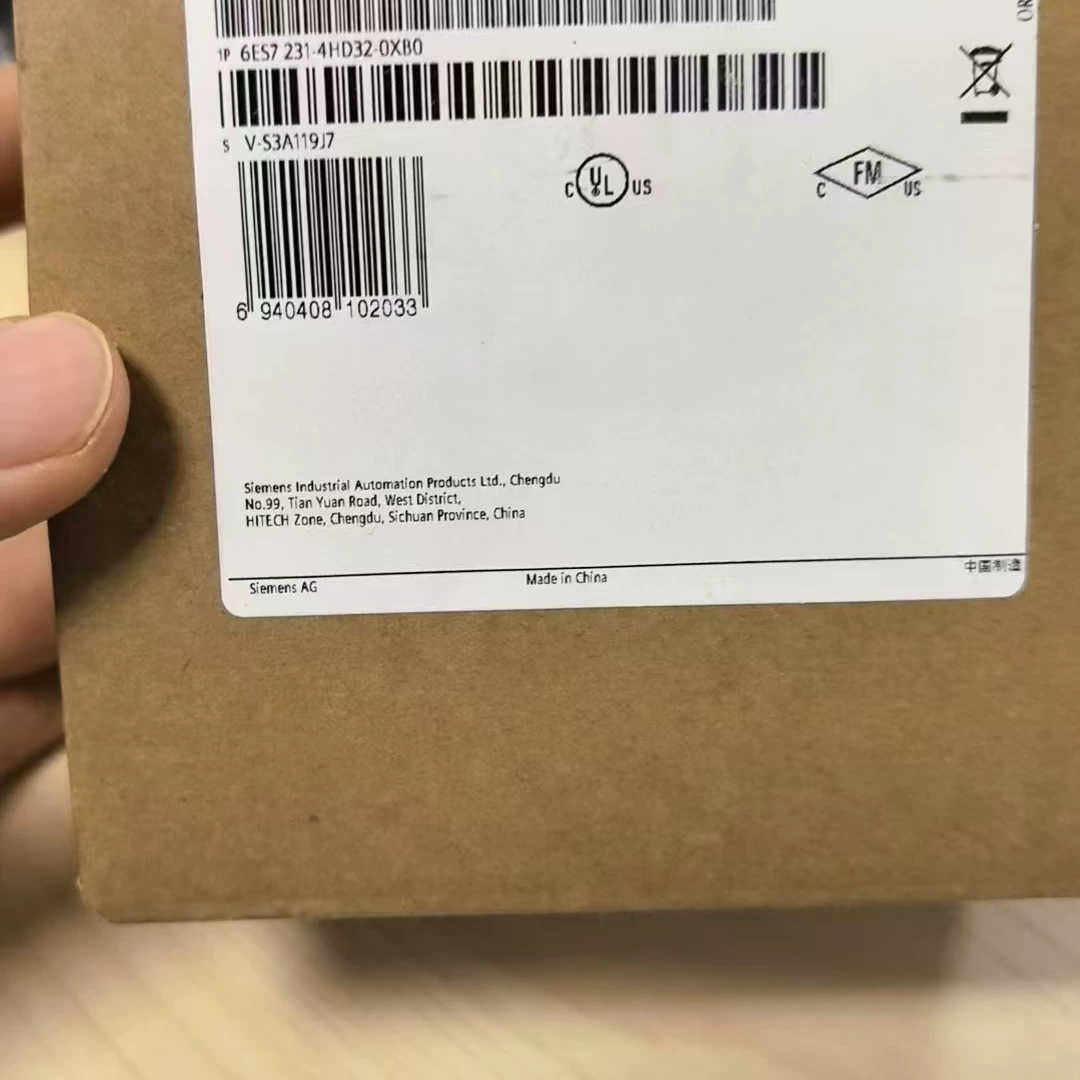 OR
1P 6ES7 231-4HD32-0XB0
S V-S3A119J7
C UL US
C FM US
6 940408 102033
Siemens Industrial Automation Products Ltd., Chengdu
No.99, Tian Yuan Road, West District,
HITECH Zone, Chengdu, Sichuan Province, China
Siemens AG Made in China 中国制造